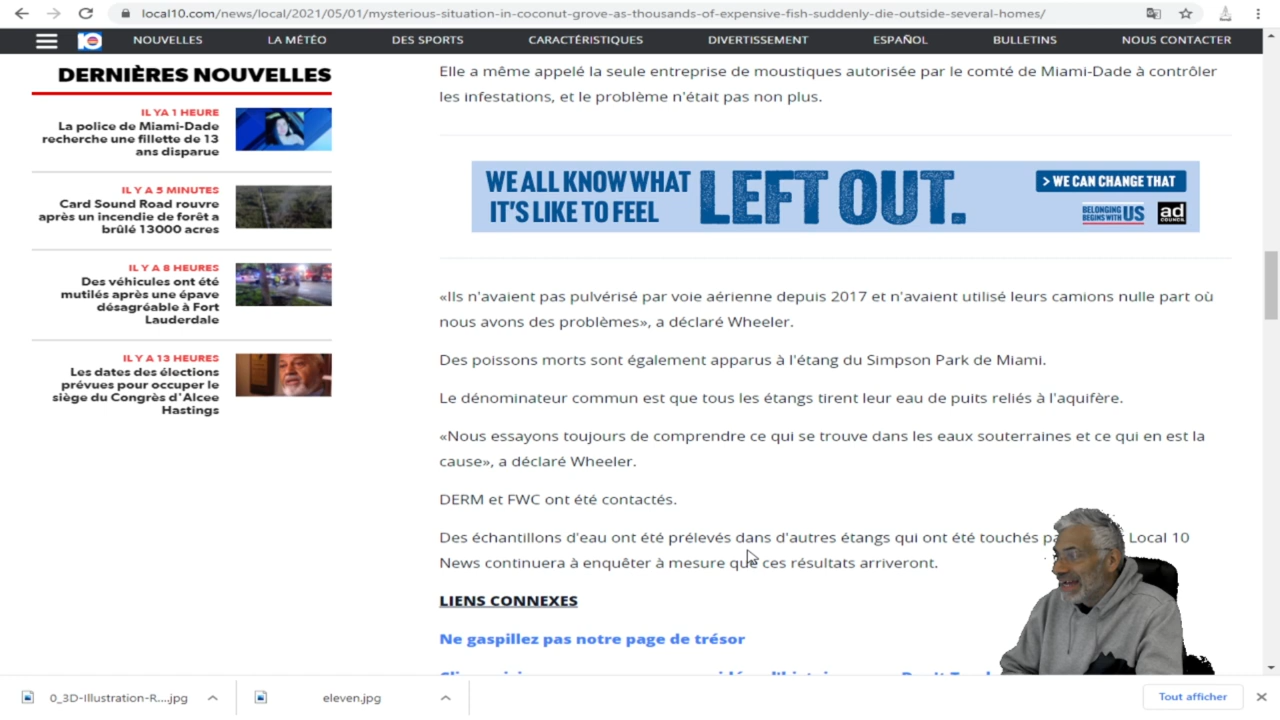 local10.com/news/local/2021/05/01/mysterious-situation-in-coconut-grove-as-thousands-of-expensive-fish-suddenly-die-outside-several-homes/
10 NOUVELLES LA MÉTÉO DES SPORTS CARACTÉRISTIQUES DIVERTISSEMENT ESPAÑOL BULLETINS NOUS CONTACTER
DERNIÈRES NOUVELLES
IL YA 1 HEURE
La police de Miami-Dade
recherche une fillette de 13
ans disparue
IL Y A 5 MINUTES
Card Sound Road rouvre
après un incendie de forêt a
brûlé 13000 acres
IL Y A 8 HEURES
Des véhicules ont été
mutilés après une épave
désagréable à Fort
Lauderdale
IL Y A 13 HEURES
Les dates des élections
prévues pour occuper le
siège du Congrès d'Alcee
Hastings
Elle a même appelé la seule entreprise de moustiques autorisée par le comté de Miami-Dade à contrôler
les infestations, et le problème n'était pas non plus.
WE ALL KNOW WHAT
IT'S LIKE TO FEEL
LEFT OUT.
> WE CAN CHANGE THAT
BELONGING
BEGINS WITH US
ad
COUNCIL
«Ils n'avaient pas pulvérisé par voie aérienne depuis 2017 et n'avaient utilisé leurs camions nulle part où
nous avons des problèmes», a déclaré Wheeler.
Des poissons morts sont également apparus à l'étang du Simpson Park de Miami.
Le dénominateur commun est que tous les étangs tirent leur eau de puits reliés à l'aquifère.
«Nous essayons toujours de comprendre ce qui se trouve dans les eaux souterraines et ce qui en est la
cause», a déclaré Wheeler.
DERM et FWC ont été contactés.
Des échantillons d'eau ont été prélevés dans d'autres étangs qui ont été touchés Local 10
News continuera à enquêter à mesure que ces résultats arriveront.
LIENS CONNEXES
Ne gaspillez pas notre page de trésor
0_3D-Illustration-R....jpg
eleven.jpg
Tout afficher